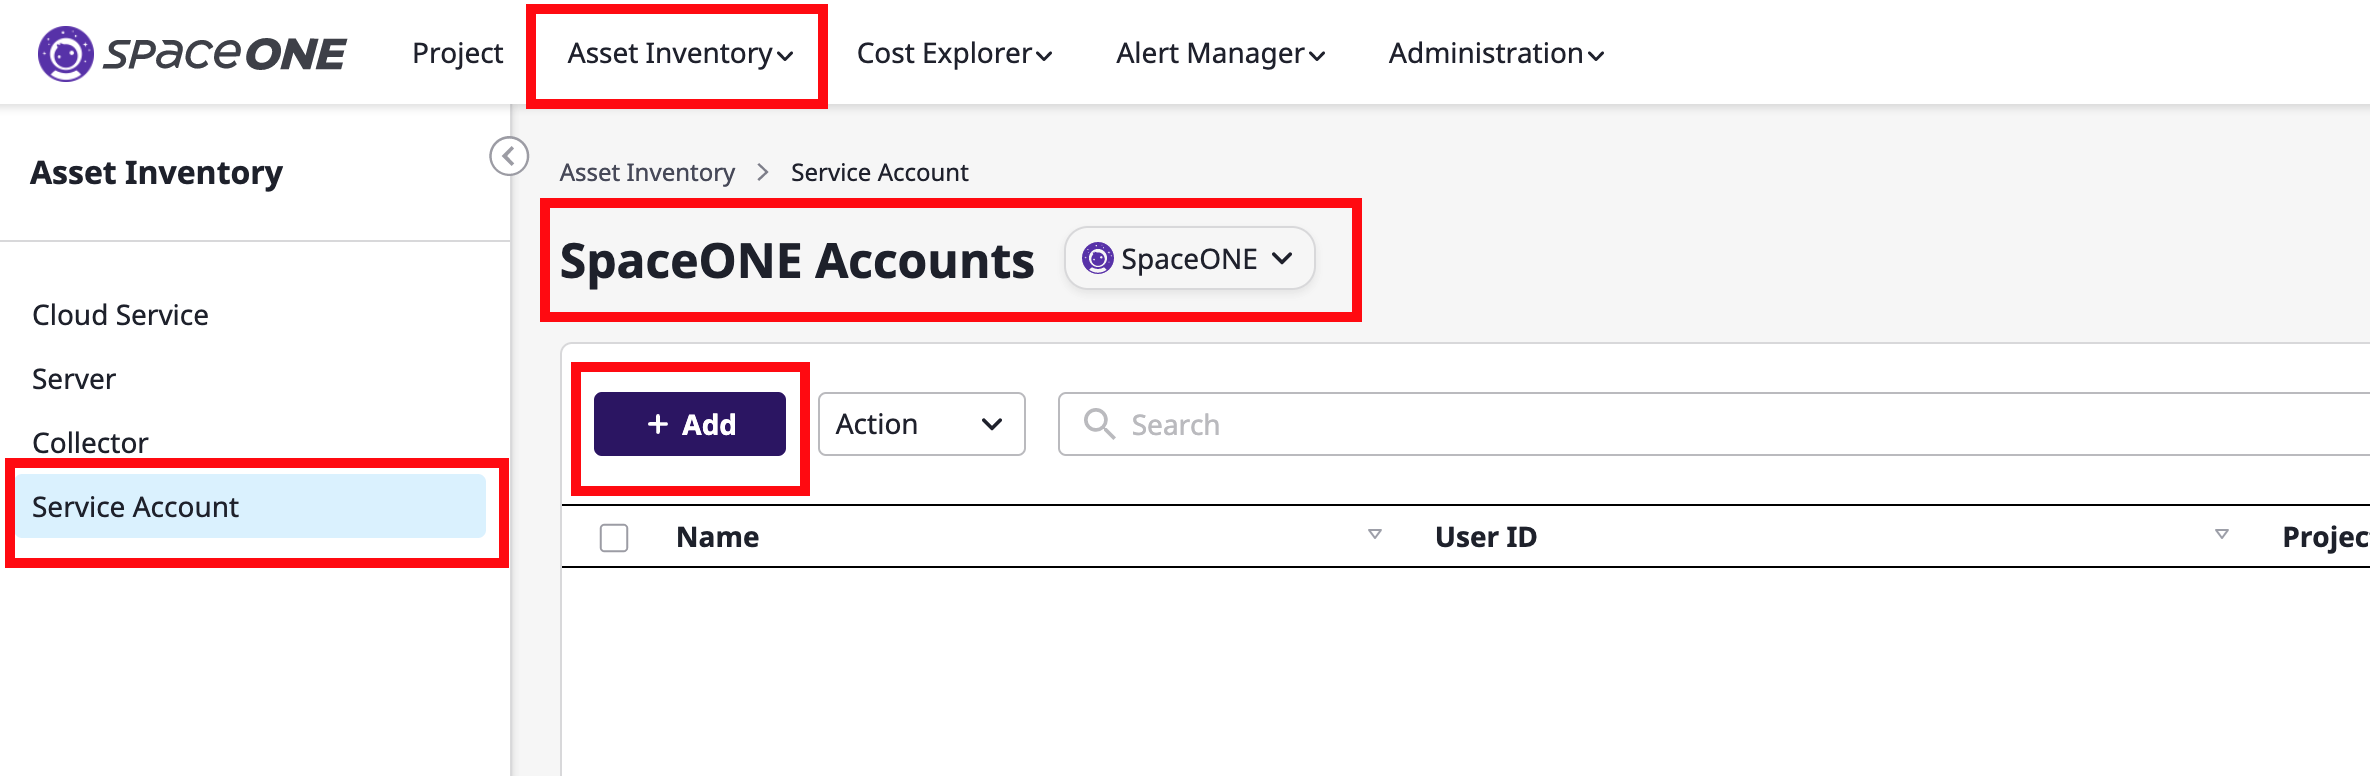 spaceONE Project Asset Inventory Cost Explorer Alert Manager Administration
Asset Inventory
Cloud Service
Server
Collector
Service Account
Asset Inventory > Service Account
SpaceONE Accounts SpaceONE
+ Add Action Search
Name User ID Projec